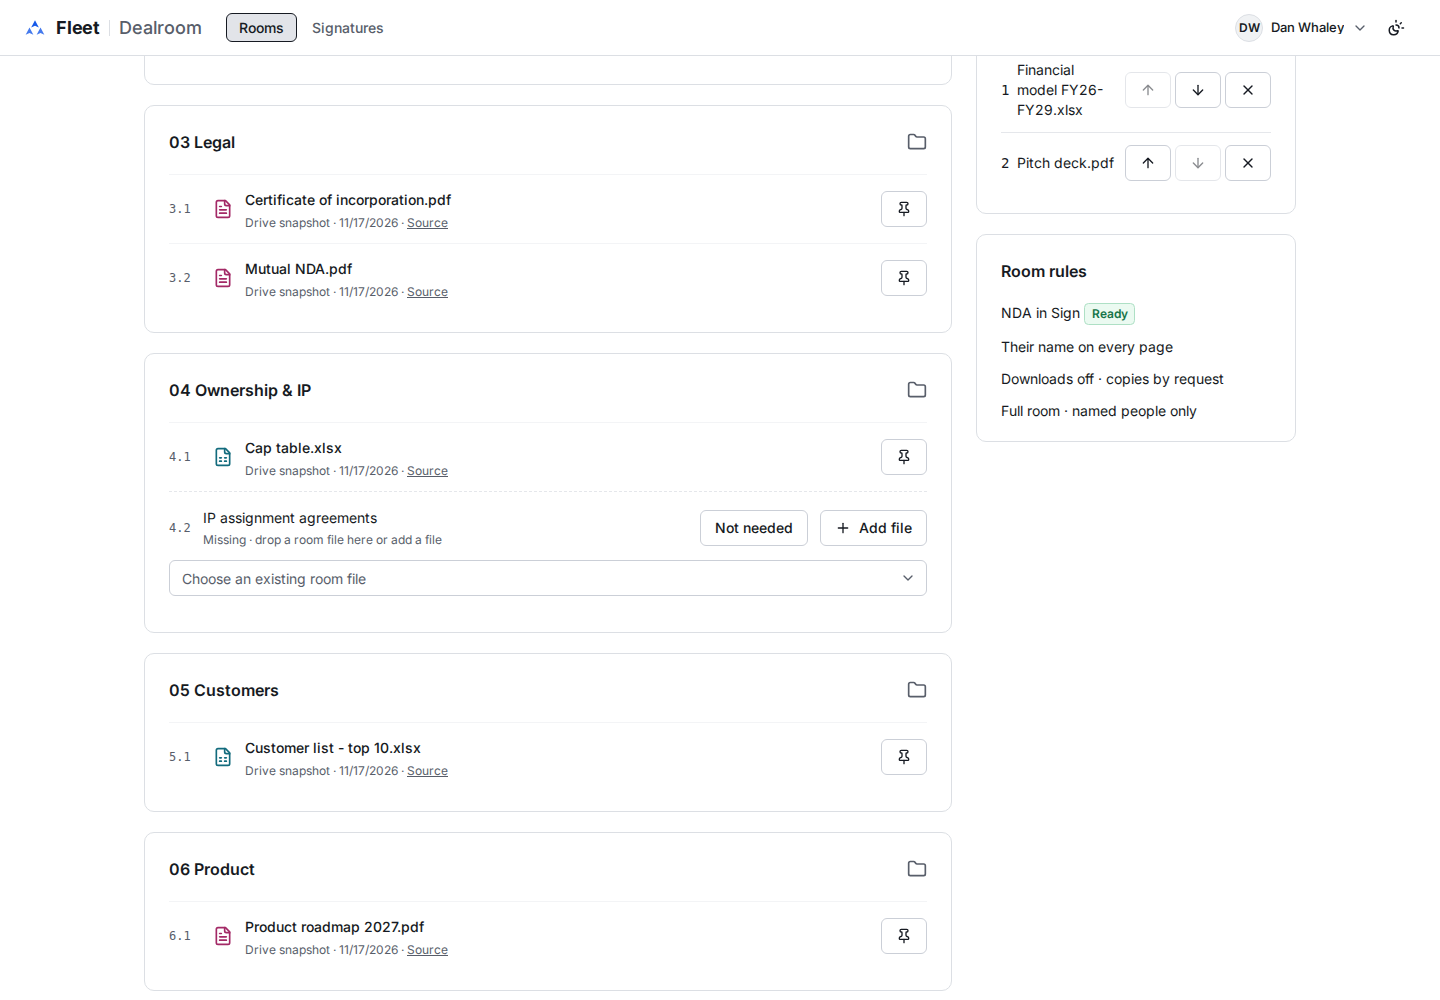 Fleet
Dealroom
Rooms
Signatures
DW
Dan Whaley
03 Legal
3.1
Certificate of incorporation.pdf
Drive snapshot · 11/17/2026 · Source
3.2
Mutual NDA.pdf
Drive snapshot · 11/17/2026 · Source
04 Ownership & IP
4.1
Cap table.xlsx
Drive snapshot · 11/17/2026 · Source
4.2
IP assignment agreements
Missing · drop a room file here or add a file
Not needed
Add file
Choose an existing room file
05 Customers
5.1
Customer list - top 10.xlsx
Drive snapshot · 11/17/2026 · Source
06 Product
6.1
Product roadmap 2027.pdf
Drive snapshot · 11/17/2026 · Source
1
Financial
model FY26-
FY29.xlsx
2
Pitch deck.pdf
Room rules
NDA in Sign Ready
Their name on every page
Downloads off · copies by request
Full room · named people only